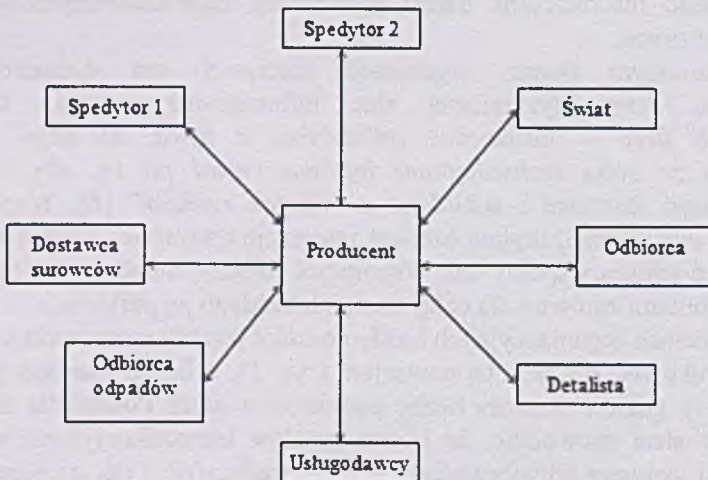 Spedytor 2
Spedytor 1
Świat
Dostawca
surowców
Producent
Odbiorca
Odbiorca
odpadów
Detalista
Usługodawcy